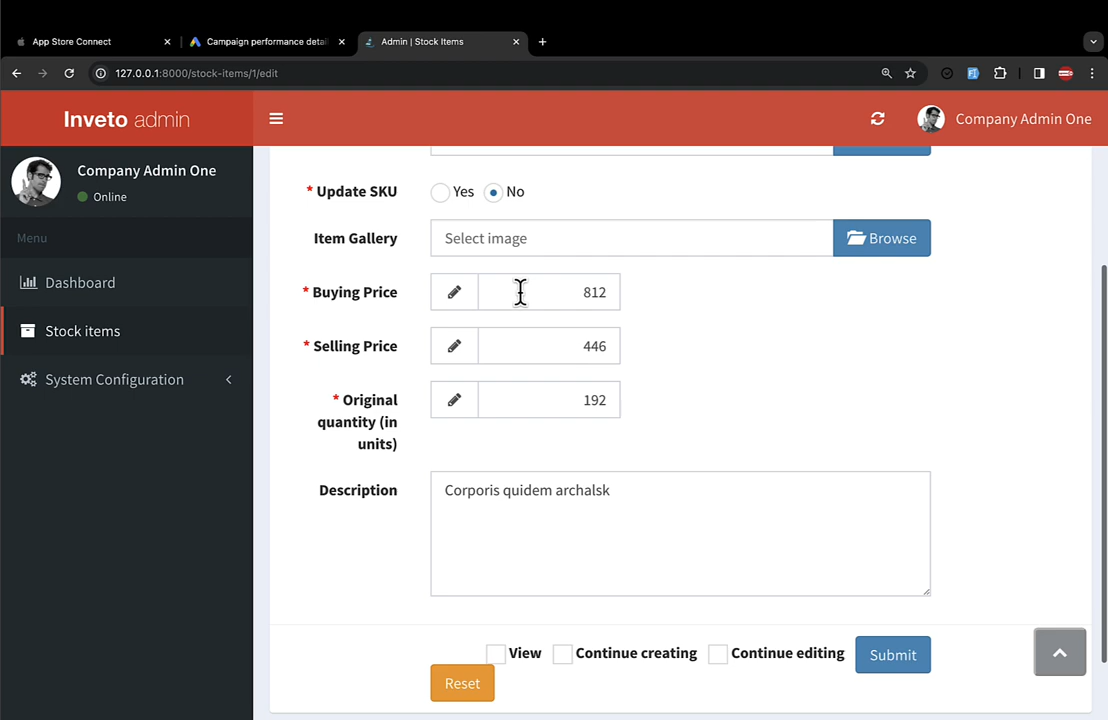 App Store Connect
Campaign performance detai
Admin | Stock Items
127.0.0.1:8000/stock-items/1/edit
Inveto admin
Company Admin One
Company Admin One
Online
Menu
Dashboard
Stock items
System Configuration
* Update SKU
Yes
No
Item Gallery
Select image
Browse
* Buying Price
812
* Selling Price
446
* Original
quantity (in
units)
192
Description
Corporis quidem archalsk
View
Continue creating
Continue editing
Submit
Reset